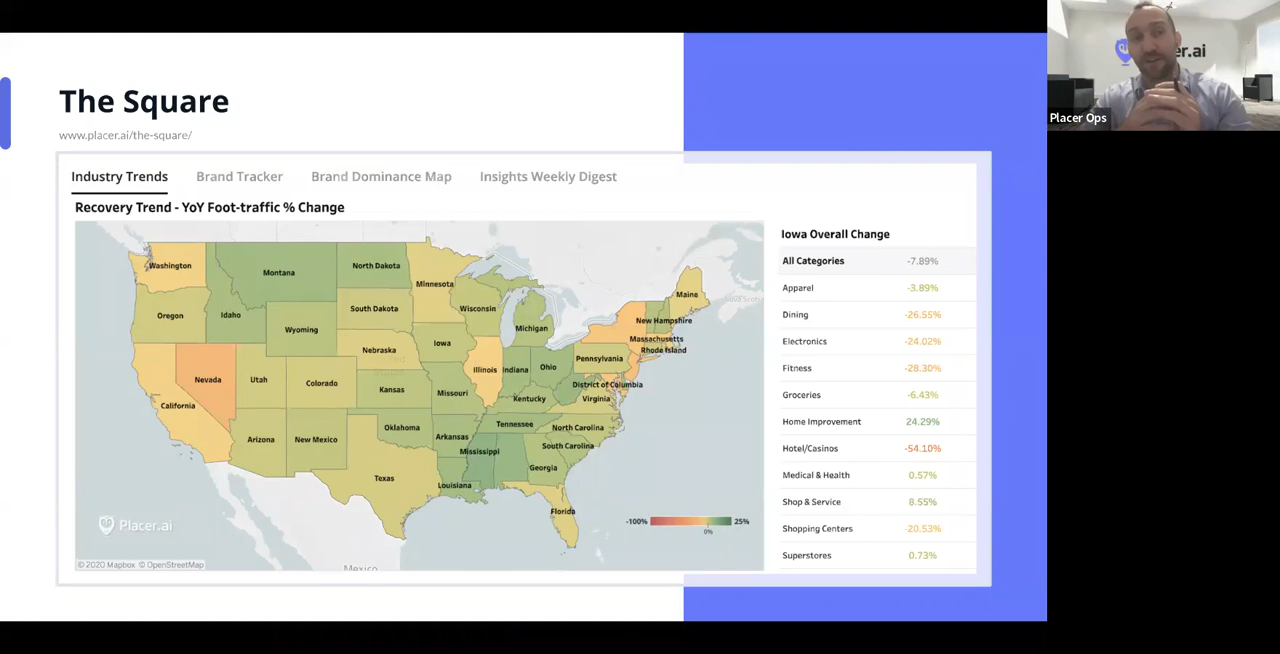 The Square
www.placer.ai/the-square/
Industry Trends Brand Tracker Brand Dominance Map Insights Weekly Digest
Recovery Trend - YoY Foot-traffic % Change
Washington
Montana
North Dakota
Minnesota
Maine
Oregon
Idaho
South Dakota
Wisconsin
New Hampshire
Wyoming
Michigan
Massachusetts
Iowa
Rhode Island
Nebraska
Pennsylvania
Nevada
Utah
Colorado
Illinois
Indiana
Ohio
District of Columbia
Kansas
Missouri
Kentucky
Virginia
California
Oklahoma
Tennessee
North Carolina
Arizona
New Mexico
Arkansas
South Carolina
Mississippi
Georgia
Texas
Louisiana
Florida
-100% 25%
0%
Placer.ai
© 2020 Mapbox © OpenStreetMap
Mexico
Iowa Overall Change
All Categories -7.89%
Apparel -3.89%
Dining -26.55%
Electronics -24.02%
Fitness -28.30%
Groceries -6.43%
Home Improvement 24.29%
Hotel/Casinos -54.10%
Medical & Health 0.57%
Shop & Service 8.55%
Shopping Centers -20.53%
Superstores 0.73%
er.ai
Placer Ops